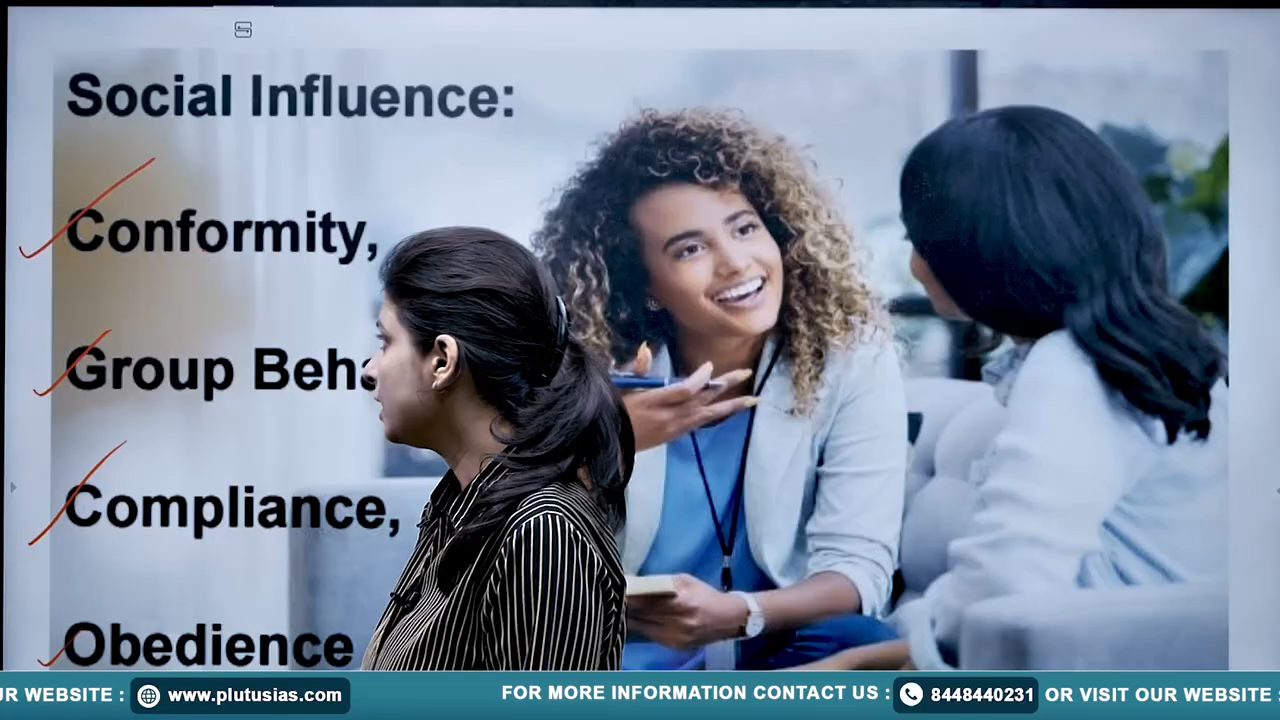 Social Influence:
Conformity,
Group Beha
Compliance,
Obedience
UR WEBSITE : www.plutusias.com FOR MORE INFORMATION CONTACT US : 8448440231 OR VISIT OUR WEBSITE :